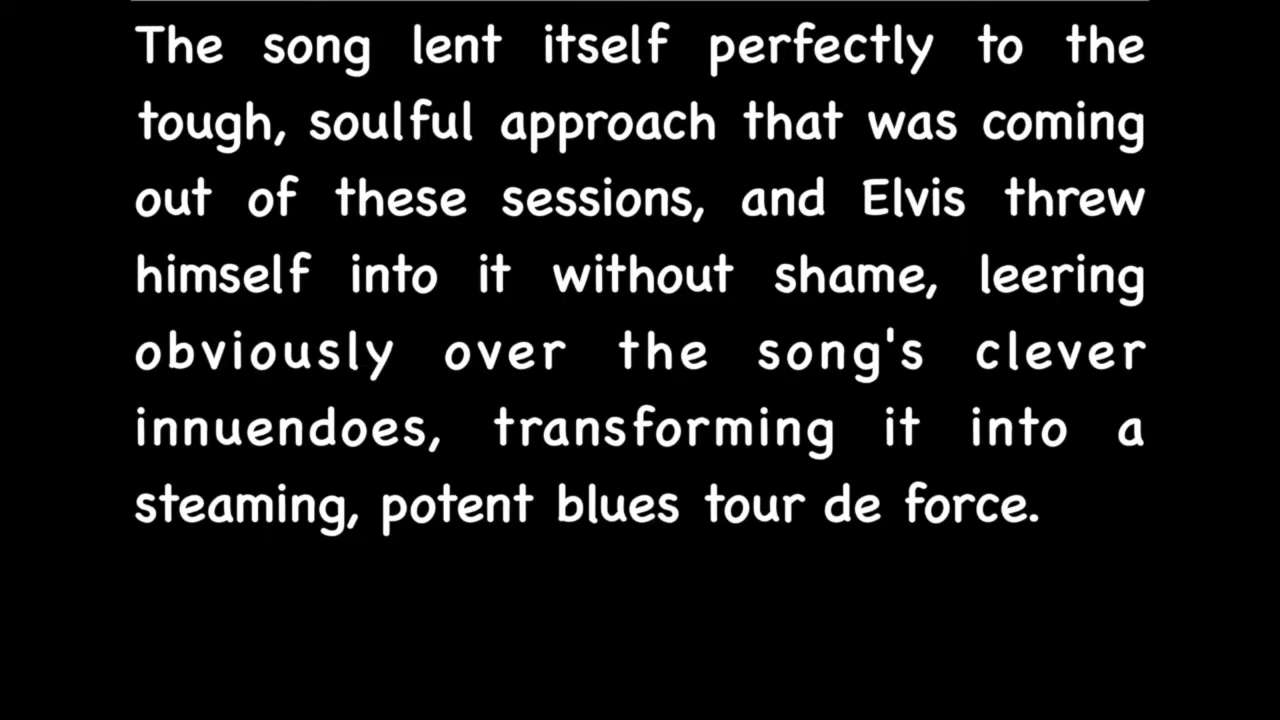 The song lent itself perfectly to the
tough, soulful approach that was coming
out of these sessions, and Elvis threw
himself into it without shame, leering
obviously over the song's clever
innuendoes, transforming it into a
steaming, potent blues tour de force.